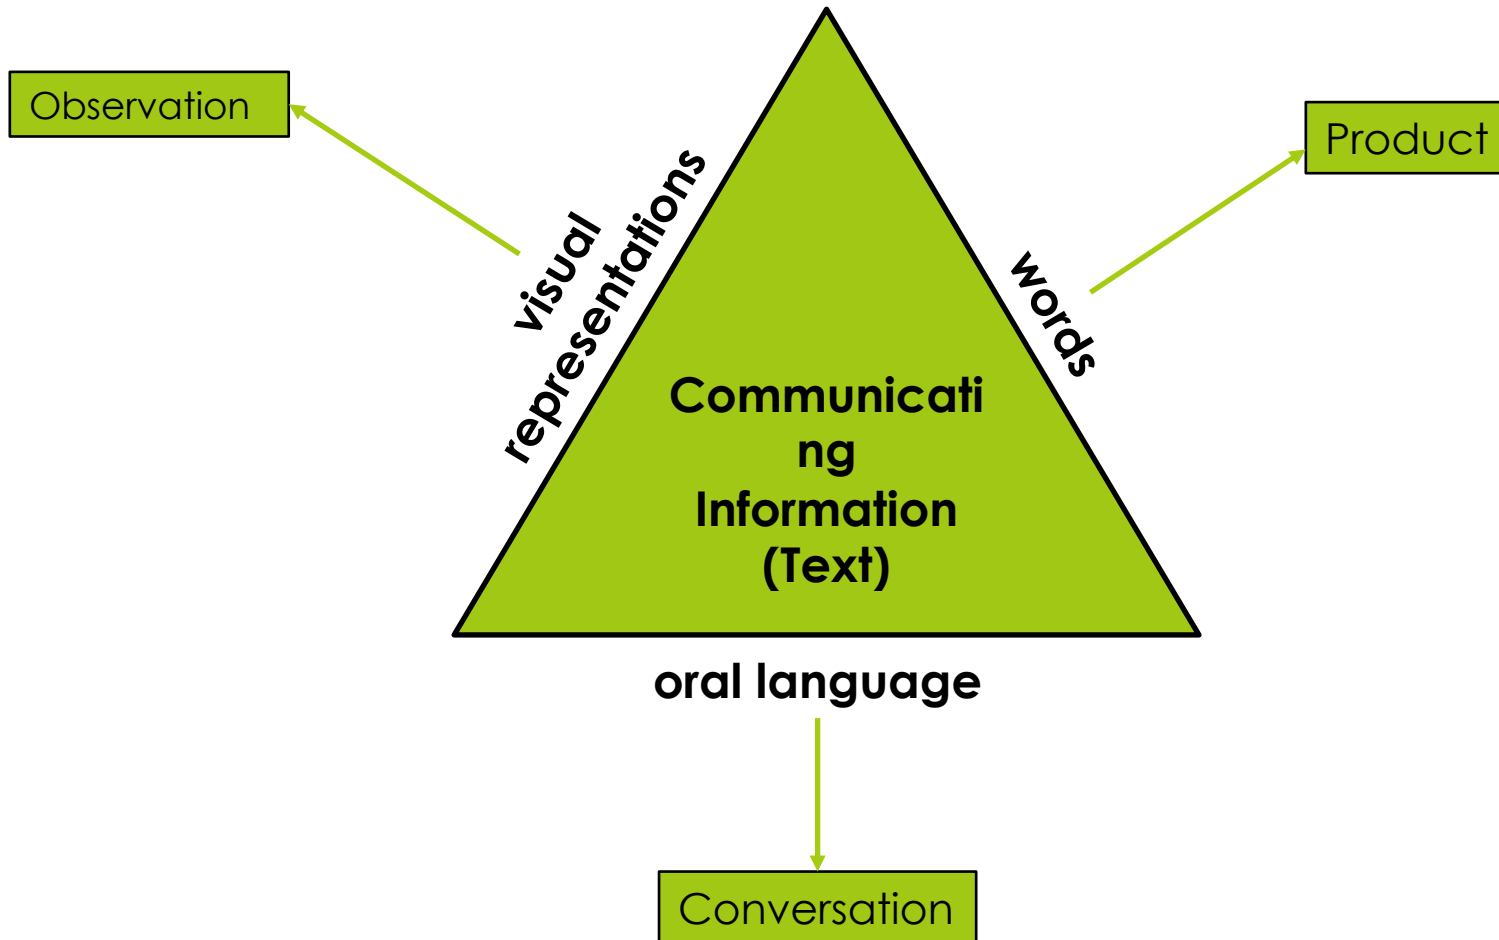 Observation
Product
visual
representations
words
Communicati
ng
Information
(Text)
oral language
Conversation